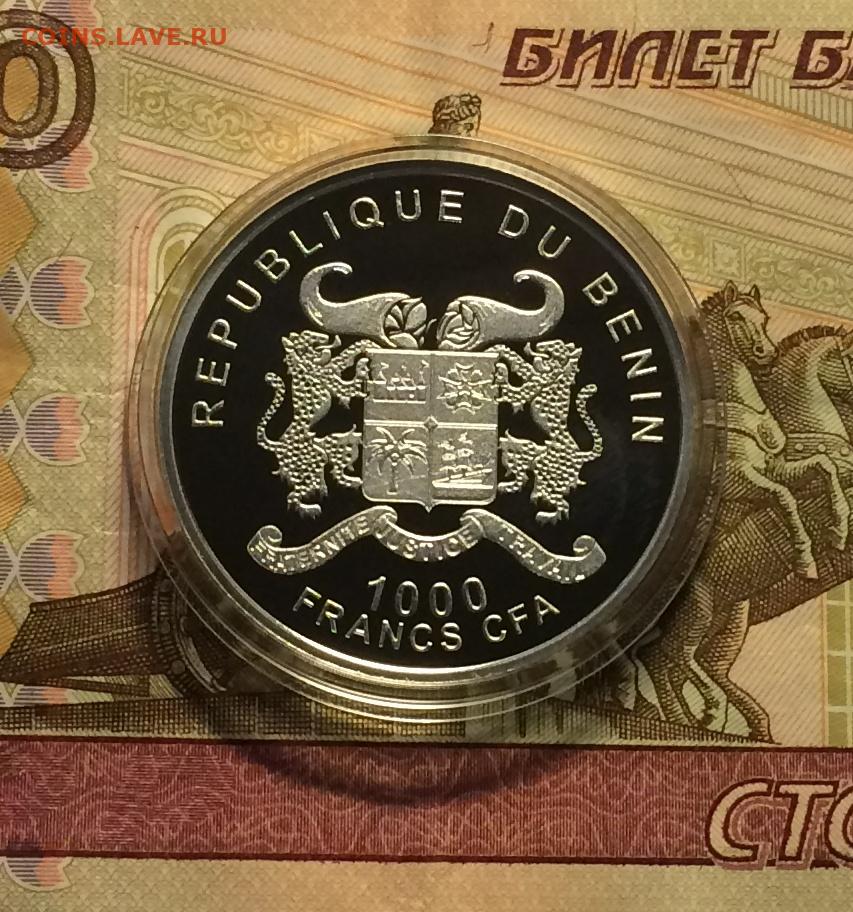 COINS.LAVE.RU
БИЛЕТ
REPUBLIQUE DU BENIN
FRATERNITE JUSTICE TRAVAIL
1000
FRANCS CFA
СТО